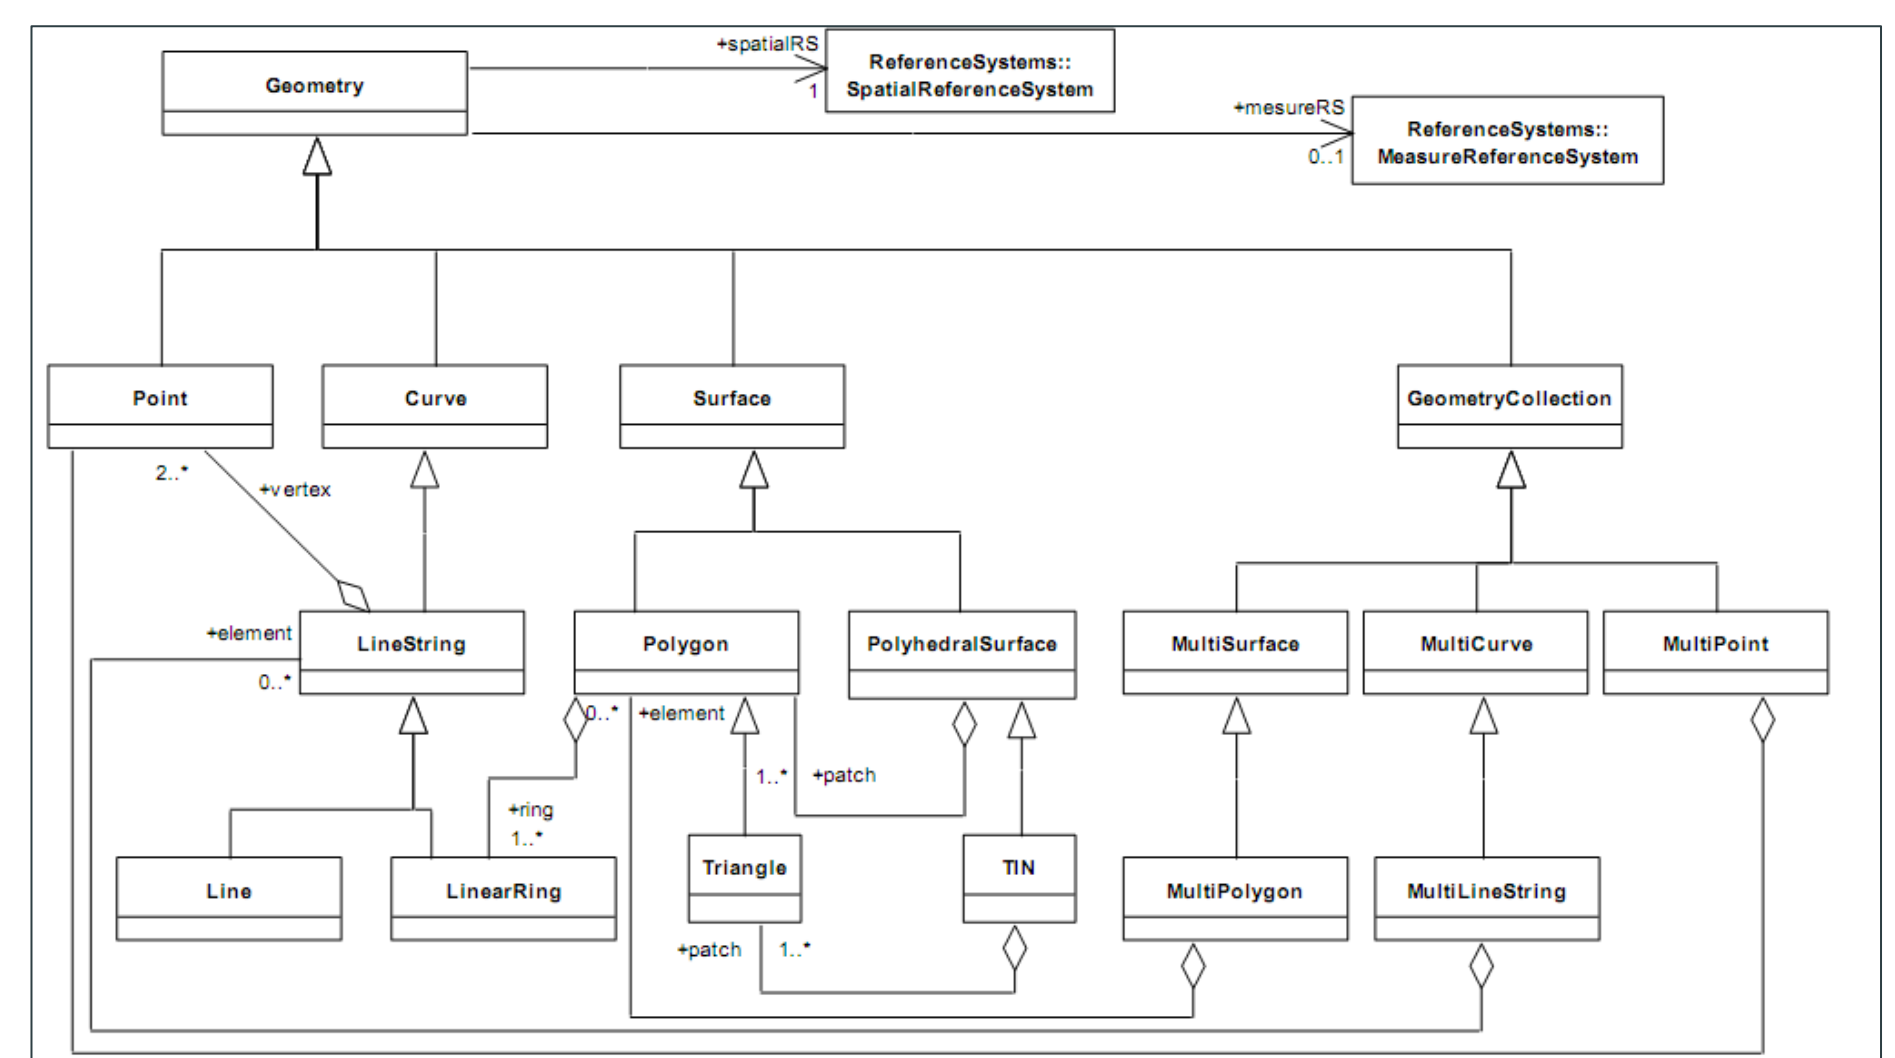 +spatialRS
ReferenceSystems::
SpatialReferenceSystem
Geometry
1
+mesureRS
ReferenceSystems::
MeasureReferenceSystem
0..1
Point
Curve
Surface
GeometryCollection
2..*
+vertex
+element
LineString
Polygon
PolyhedralSurface
MultiSurface
MultiCurve
MultiPoint
0..*
0..*
+element
1..*
+patch
+ring
1..*
Triangle
TIN
Line
LinearRing
MultiPolygon
MultiLineString
+patch
1..*